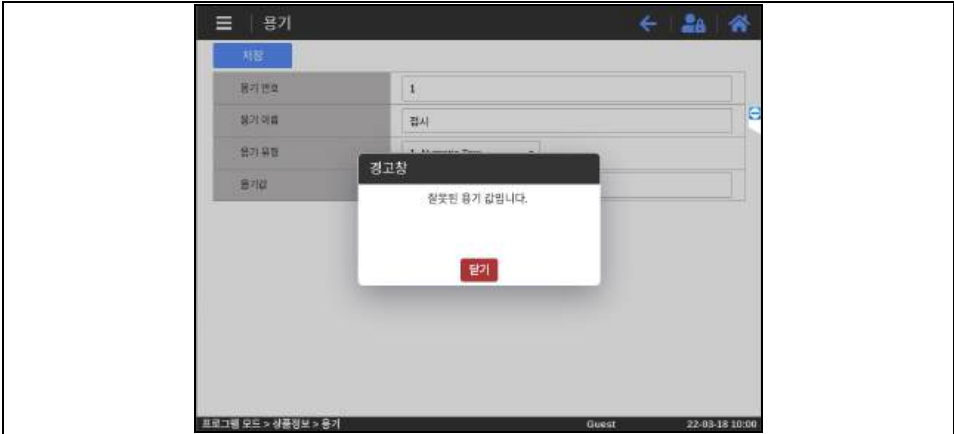 용기
저장
용기 번호
1
용기 이름
접시
용기 유형
경고창
용기값
잘못된 용기 값입니다.
닫기
프로그램 모드 > 상품정보 > 용기
Guest
22-03-18 10:00